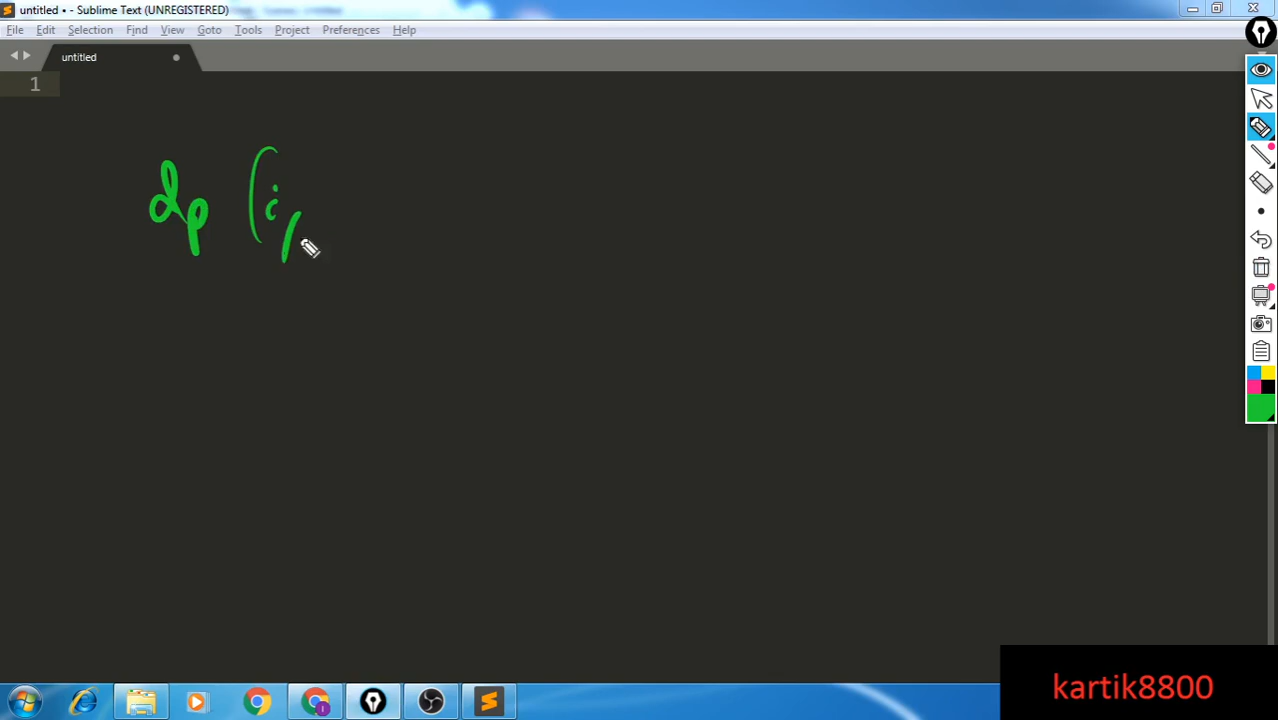 untitled • - Sublime Text (UNREGISTERED)
File Edit Selection Find View Goto Tools Project Preferences Help
untitled
1
dp (i,
kartik8800